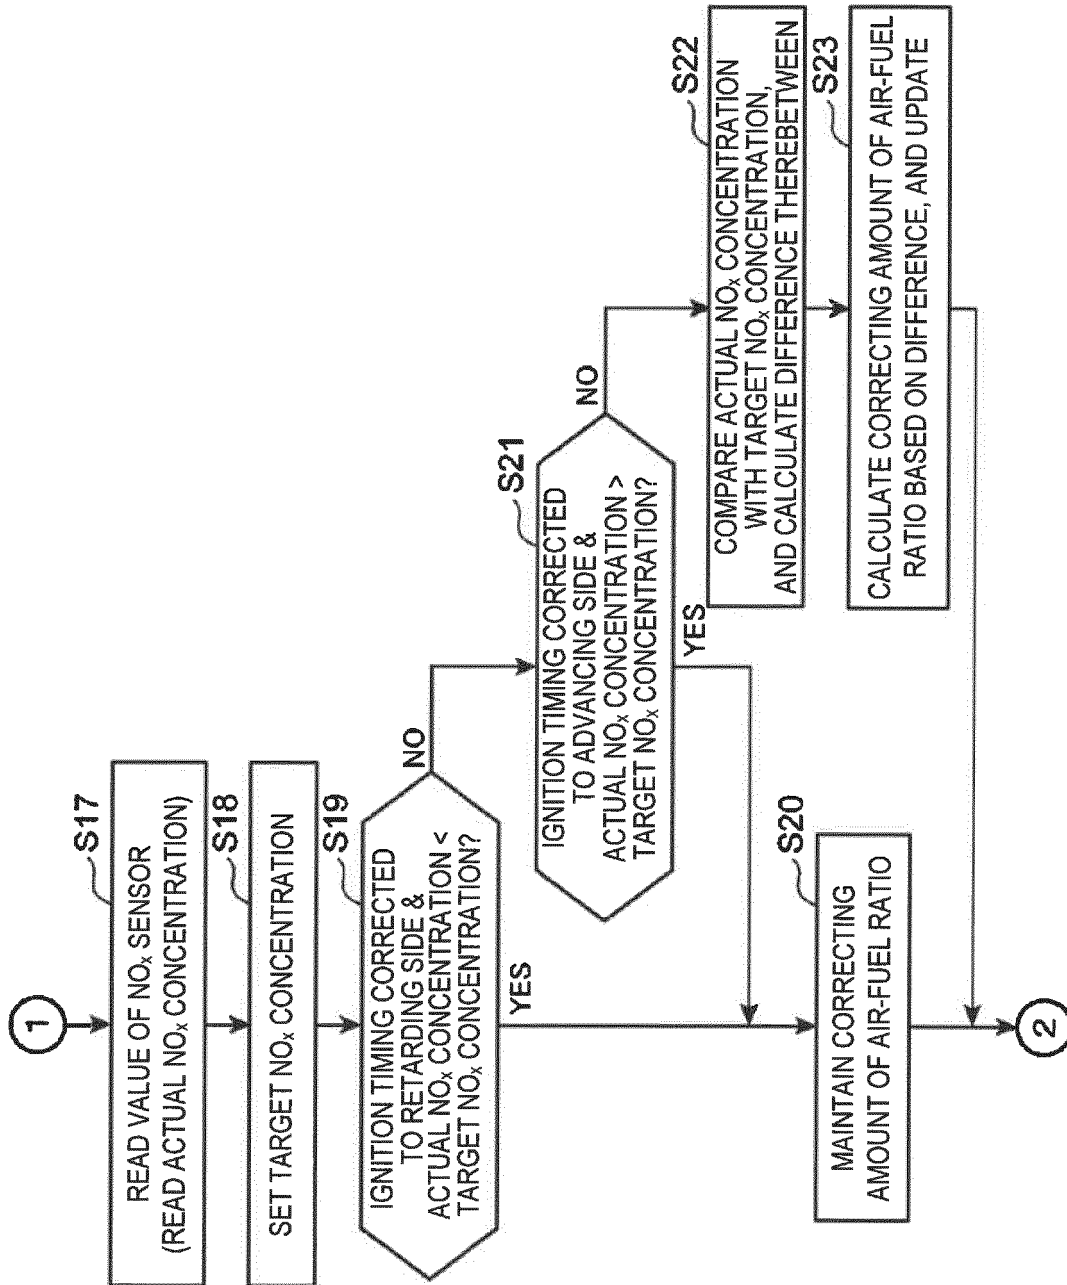 1
S17
READ VALUE OF NOx SENSOR
(READ ACTUAL NOx CONCENTRATION)
S18
SET TARGET NOx CONCENTRATION
S19
IGNITION TIMING CORRECTED
TO RETARDING SIDE &
ACTUAL NOx CONCENTRATION <
TARGET NOx CONCENTRATION?
NO
YES
S21
IGNITION TIMING CORRECTED
TO ADVANCING SIDE &
ACTUAL NOx CONCENTRATION >
TARGET NOx CONCENTRATION?
NO
YES
S22
COMPARE ACTUAL NOx CONCENTRATION
WITH TARGET NOx CONCENTRATION,
AND CALCULATE DIFFERENCE THEREBETWEEN
S23
CALCULATE CORRECTING AMOUNT OF AIR-FUEL
RATIO BASED ON DIFFERENCE, AND UPDATE
S20
MAINTAIN CORRECTING
AMOUNT OF AIR-FUEL RATIO
2